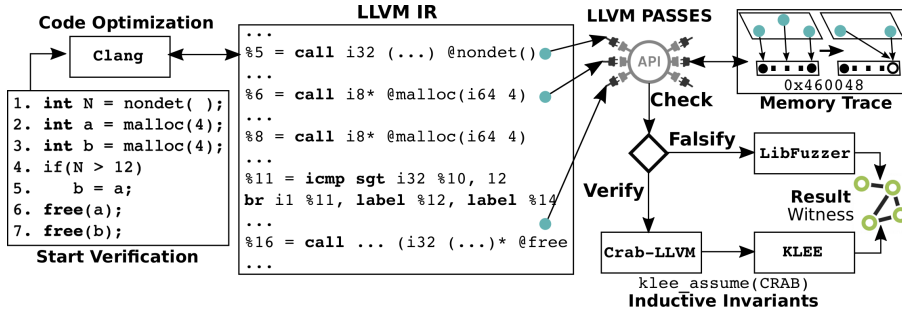 Code Optimization
Clang
1. int N = nondet( );
2. int a = malloc(4);
3. int b = malloc(4);
4. if(N > 12)
5. b = a;
6. free(a);
7. free(b);
Start Verification
LLVM IR
...
%5 = call i32 (...) @nondet()
...
%6 = call i8* @malloc(i64 4)
...
%8 = call i8* @malloc(i64 4)
...
%11 = icmp sgt i32 %10, 12
br i1 %11, label %12, label %14
...
%16 = call ... (i32 (...)* @free
...
LLVM PASSES
API
Check
0x460048
Memory Trace
Falsify
LibFuzzer
Verify
Result
Witness
Crab-LLVM
KLEE
klee_assume(CRAB)
Inductive Invariants